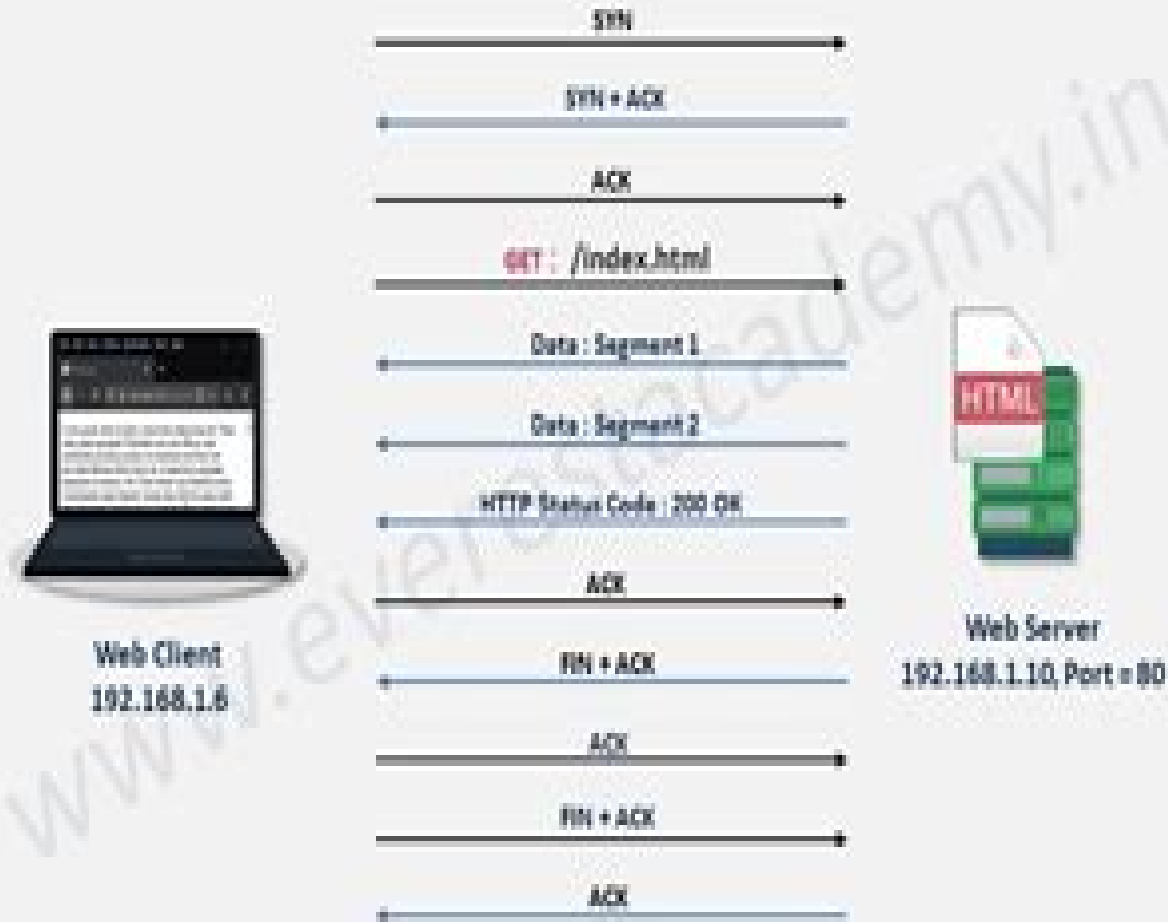 SYN
SYN + ACK
ACK
GET : /index.html
Data : Segment 1
Data : Segment 2
HTTP Status Code : 200 OK
ACK
FIN + ACK
ACK
FIN + ACK
ACK
Web Client
192.168.1.6
HTML
Web Server
192.168.1.10, Port = 80
www.everestacademy.in